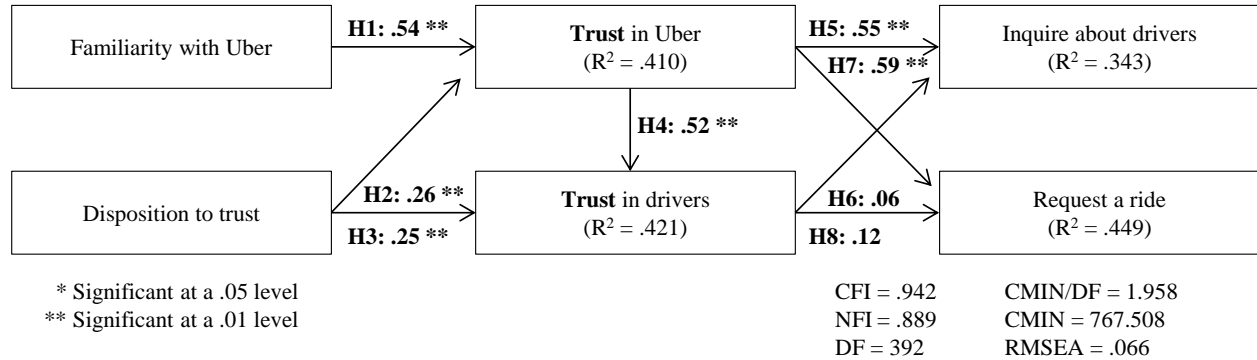 Familiarity with Uber
H1: .54 **
Trust in Uber
(R² = .410)
H5: .55 **
H7: .59 **
Inquire about drivers
(R² = .343)
H4: .52 **
Disposition to trust
H2: .26 **
H3: .25 **
Trust in drivers
(R² = .421)
H6: .06
H8: .12
Request a ride
(R² = .449)
* Significant at a .05 level
** Significant at a .01 level
CFI = .942
NFI = .889
DF = 392
CMIN/DF = 1.958
CMIN = 767.508
RMSEA = .066